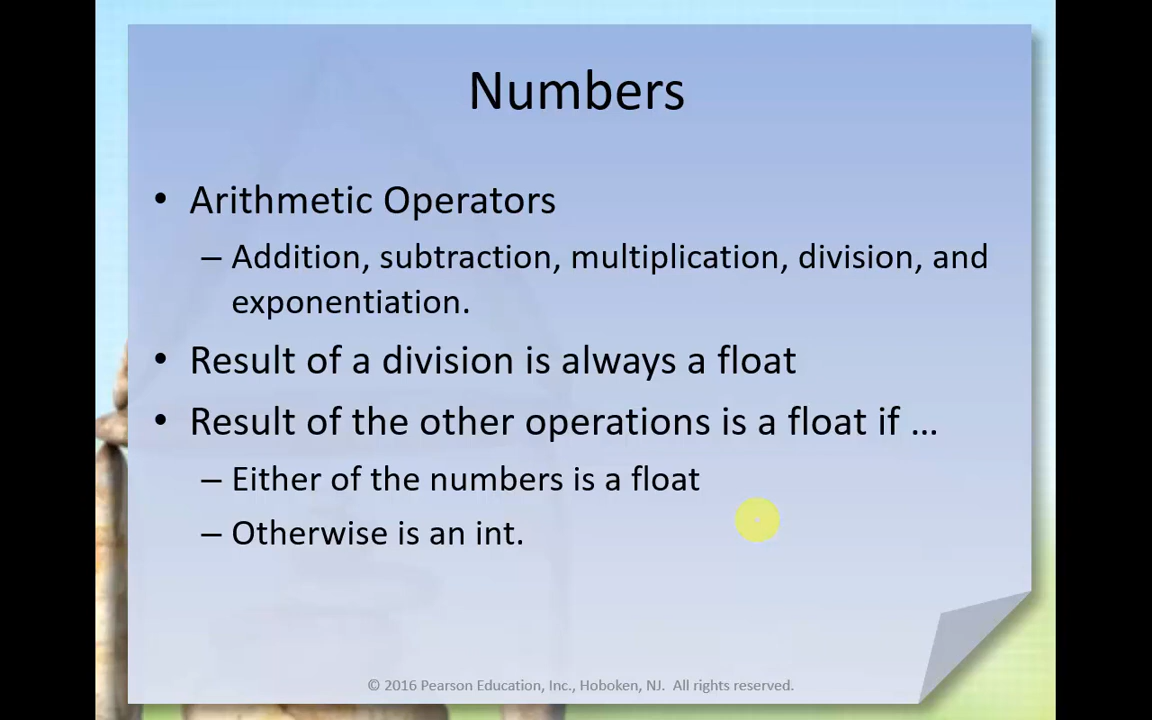 Numbers
• Arithmetic Operators
– Addition, subtraction, multiplication, division, and
exponentiation.
• Result of a division is always a float
• Result of the other operations is a float if …
– Either of the numbers is a float
– Otherwise is an int.
© 2016 Pearson Education, Inc., Hoboken, NJ. All rights reserved.